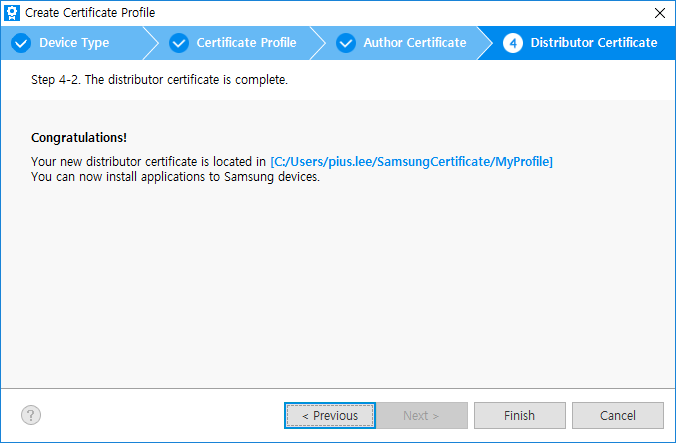 Create Certificate Profile
Device Type
Certificate Profile
Author Certificate
4 Distributor Certificate
Step 4-2. The distributor certificate is complete.
Congratulations!
Your new distributor certificate is located in [C:/Users/pius.lee/SamsungCertificate/MyProfile]
You can now install applications to Samsung devices.
?
< Previous
Next >
Finish
Cancel